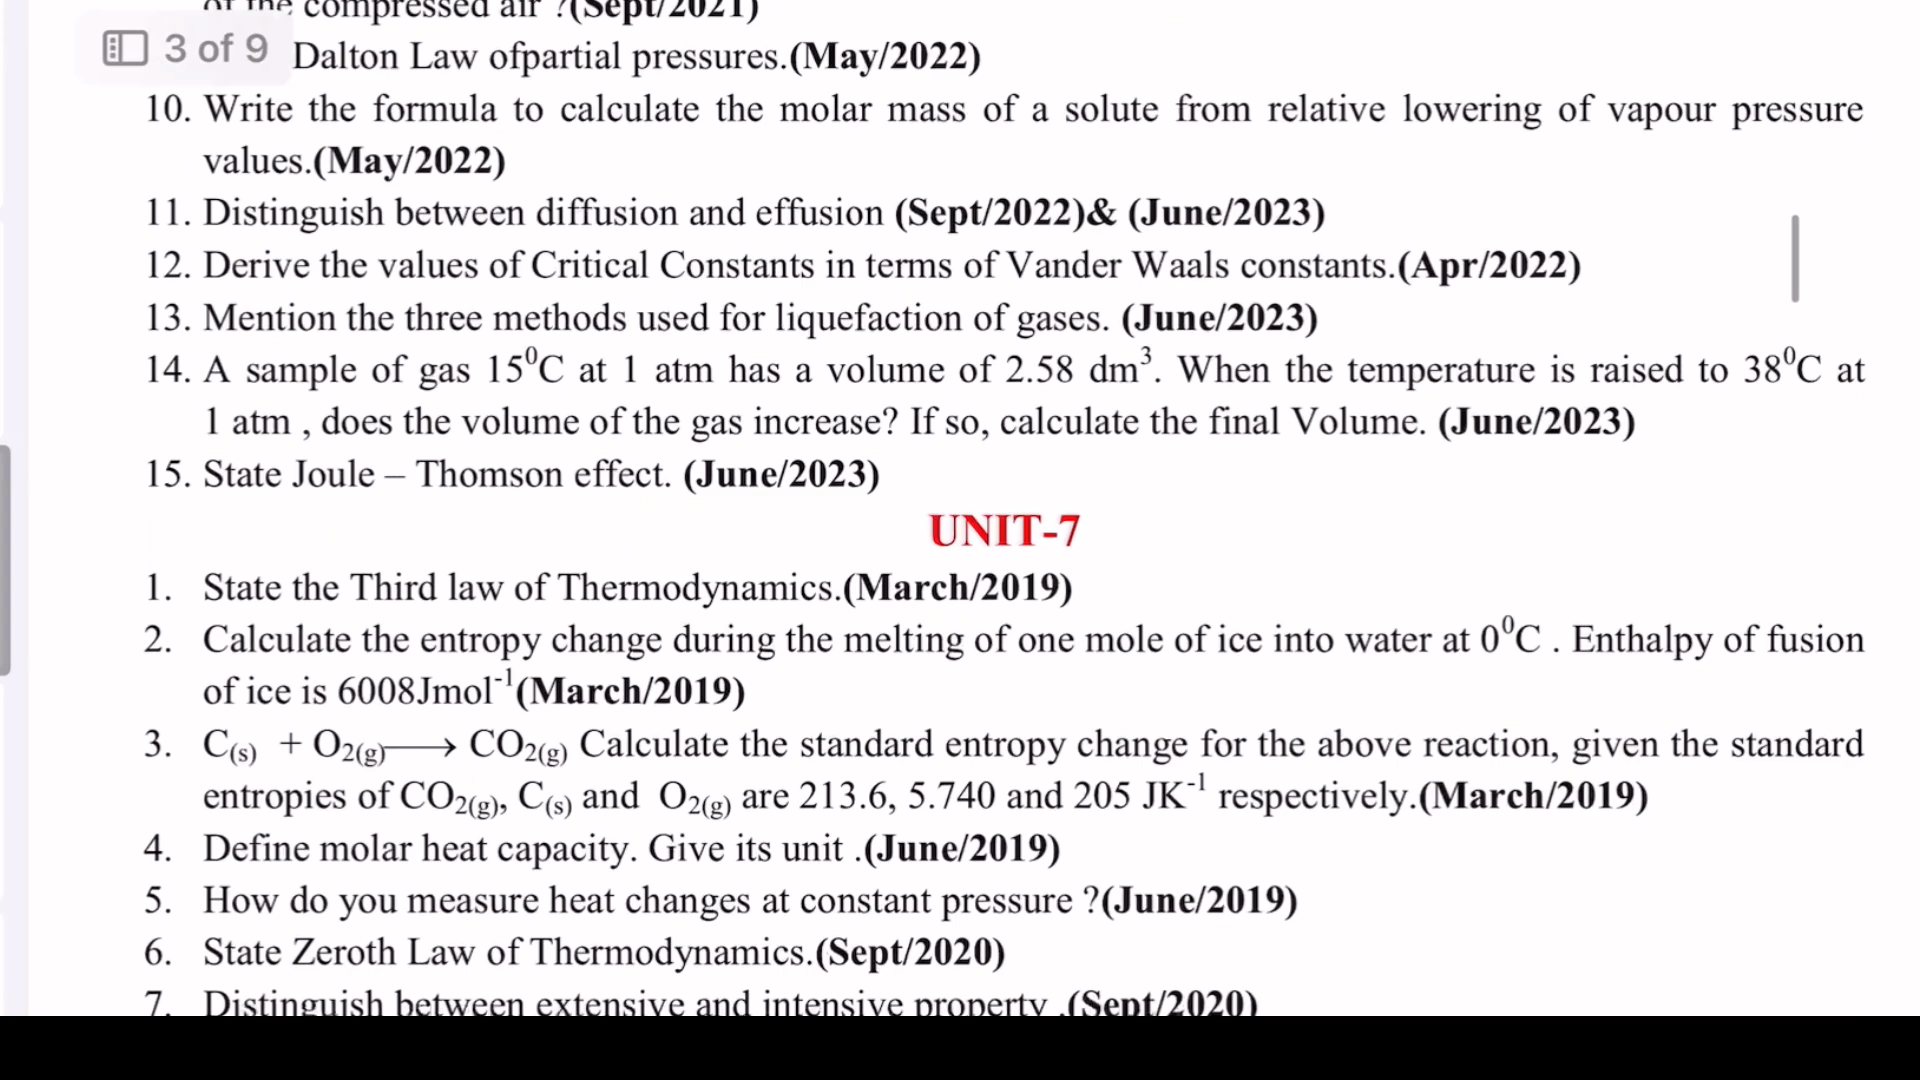 of the compressed air ?(Sept/2021)
3 of 9 Dalton Law ofpartial pressures.(May/2022)
10. Write the formula to calculate the molar mass of a solute from relative lowering of vapour pressure
values.(May/2022)
11. Distinguish between diffusion and effusion (Sept/2022)& (June/2023)
12. Derive the values of Critical Constants in terms of Vander Waals constants.(Apr/2022)
13. Mention the three methods used for liquefaction of gases. (June/2023)
14. A sample of gas 15⁰C at 1 atm has a volume of 2.58 dm³. When the temperature is raised to 38⁰C at
1 atm , does the volume of the gas increase? If so, calculate the final Volume. (June/2023)
15. State Joule – Thomson effect. (June/2023)
UNIT-7
1. State the Third law of Thermodynamics.(March/2019)
2. Calculate the entropy change during the melting of one mole of ice into water at 0⁰C . Enthalpy of fusion
of ice is 6008Jmol⁻¹(March/2019)
3. C(s) + O₂(g) ⟶ CO₂(g) Calculate the standard entropy change for the above reaction, given the standard
entropies of CO₂(g), C(s) and O₂(g) are 213.6, 5.740 and 205 JK⁻¹ respectively.(March/2019)
4. Define molar heat capacity. Give its unit .(June/2019)
5. How do you measure heat changes at constant pressure ?(June/2019)
6. State Zeroth Law of Thermodynamics.(Sept/2020)
7. Distinguish between extensive and intensive property .(Sept/2020)